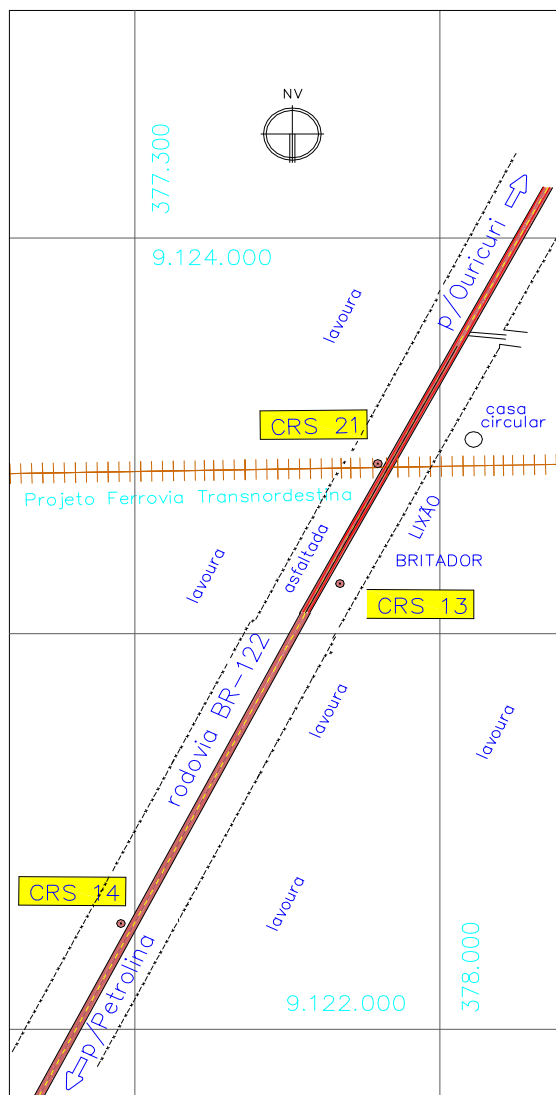 NV
377.300
9.124.000
p/Ouricuri
lavoura
CRS 21
casa
circular
Projeto Ferrovia Transnordestina
LIXÃO
asfaltada
lavoura
BRITADOR
CRS 13
rodovia BR-122
lavoura
lavoura
CRS 14
lavoura
p/Petrolina
9.122.000
378.000